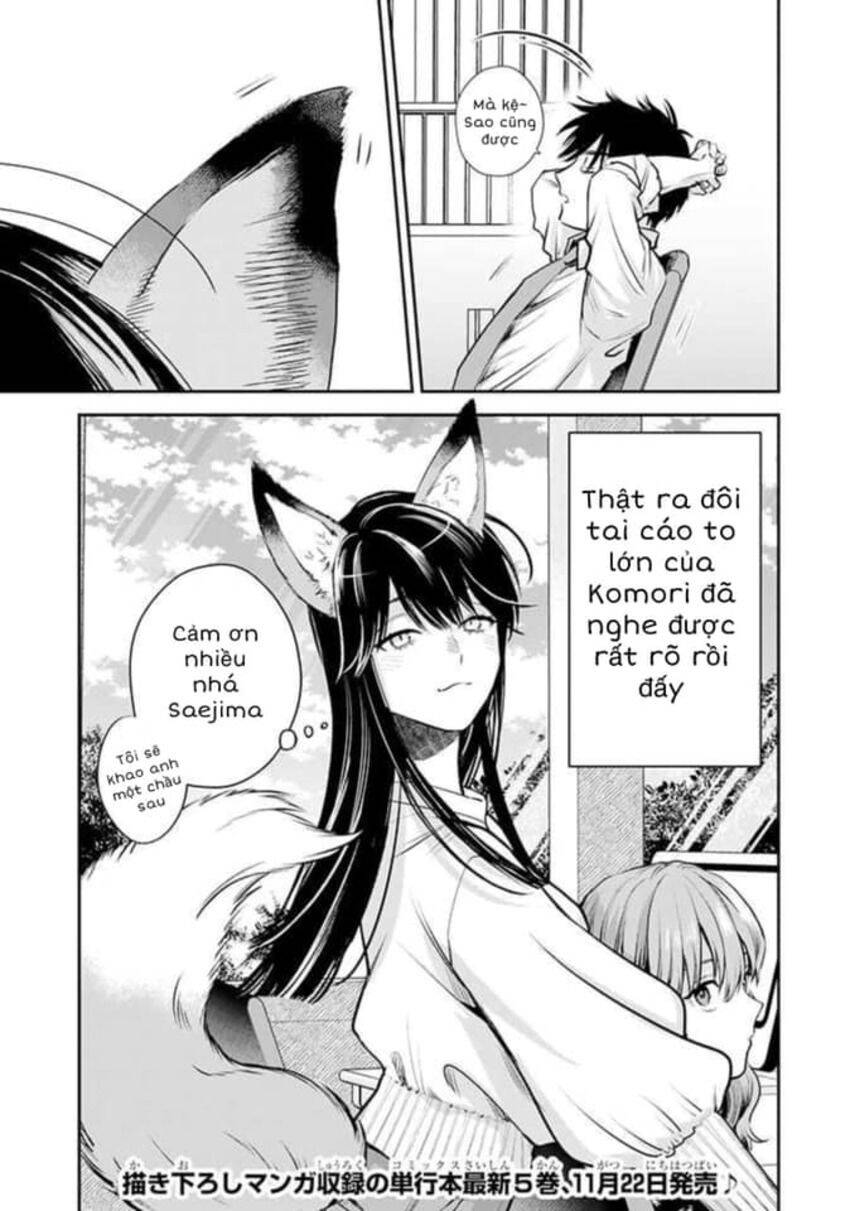 Mà kệ~
Sao cũng
được
Thật ra đôi
tai cáo to
lớn của
Komori đã
nghe được
rất rõ rồi
đấy
Cảm ơn
nhiều
nhá
Saejima
Tôi sẽ
khao anh
một chầu
sau
描き下ろしマンガ収録の単行本最新5巻、11月22日発売♪